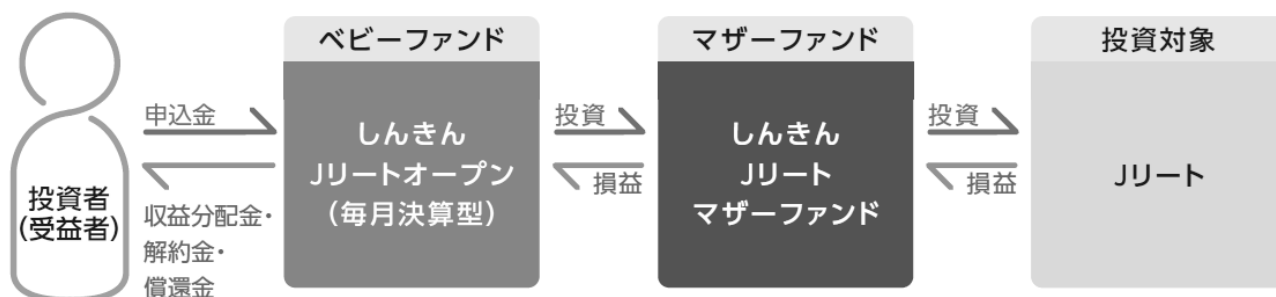 投資者
(受益者)
申込金
収益分配金・
解約金・
償還金
ベビーファンド
しんきん
Jリートオープン
(毎月決算型)
投資
損益
マザーファンド
しんきん
Jリート
マザーファンド
投資
損益
投資対象
Jリート